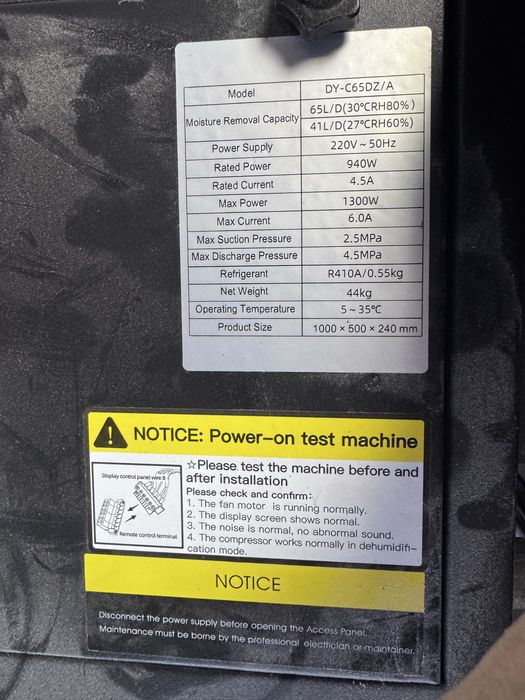 Model DY-C65DZ/A
Moisture Removal Capacity 65L/D(30℃RH80%)
41L/D(27℃RH60%)
Power Supply 220V~50Hz
Rated Power 940W
Rated Current 4.5A
Max Power 1300W
Max Current 6.0A
Max Suction Pressure 2.5MPa
Max Discharge Pressure 4.5MPa
Refrigerant R410A/0.55kg
Net Weight 44kg
Operating Temperature 5~35℃
Product Size 1000×500×240 mm
NOTICE: Power-on test machine
Display control panel wire B
Remote control terminal
☆Please test the machine before and
after installation
Please check and confirm:
1. The fan motor is running normally.
2. The display screen shows normal.
3. The noise is normal, no abnormal sound.
4. The compressor works normally in dehumidifi-
cation mode.
NOTICE
Disconnect the power supply before opening the Access Panel.
Maintenance must be borne by the professional electrician or maintainer.